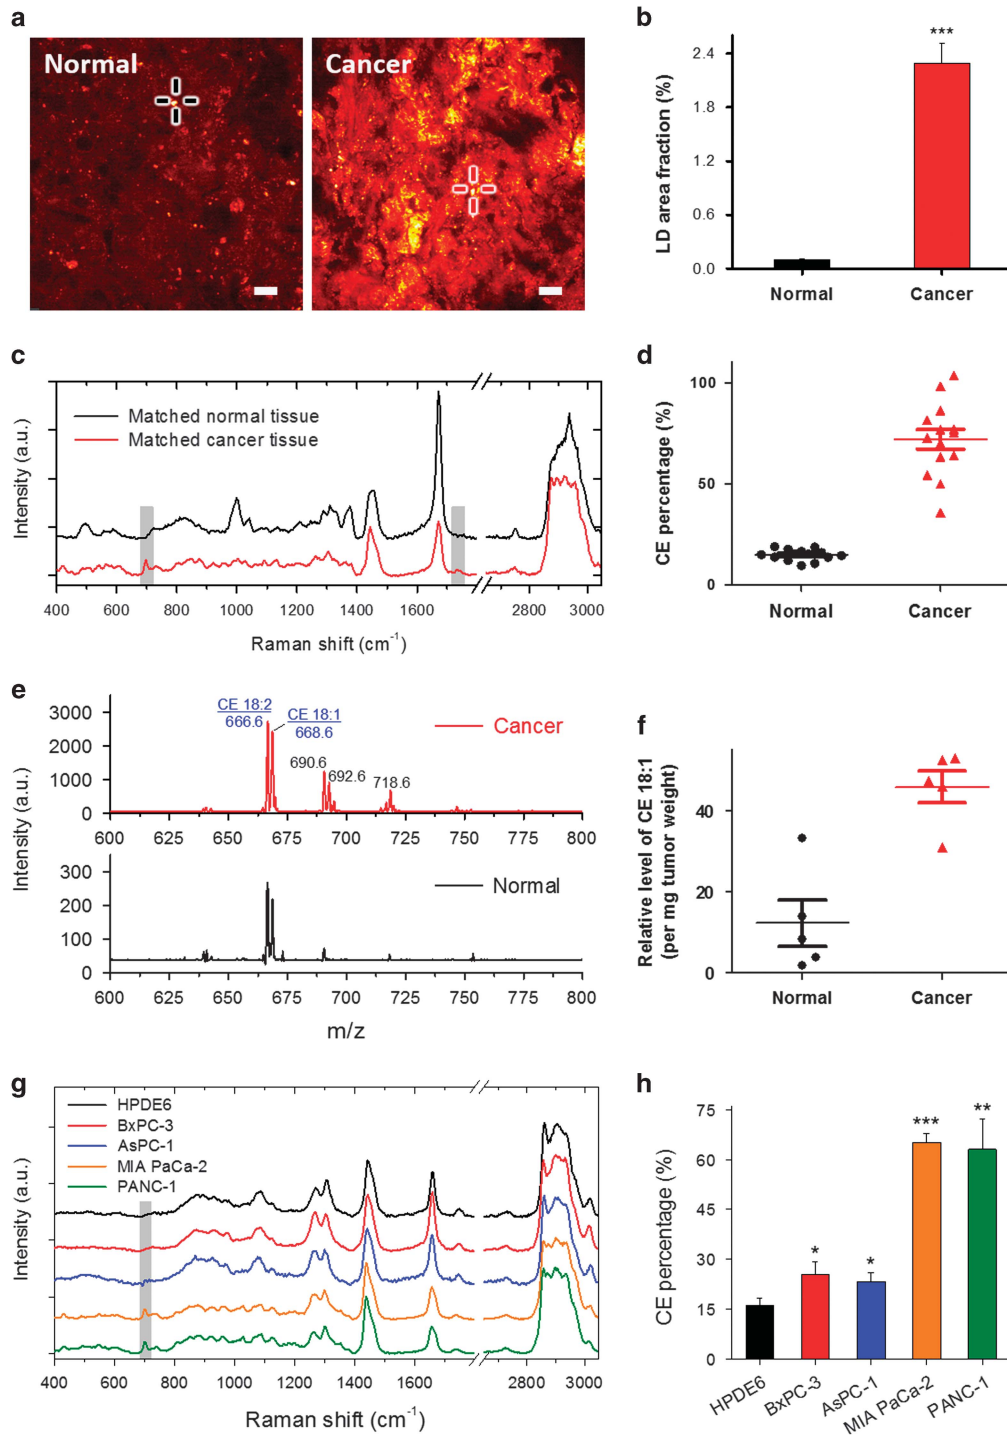 a
Normal
Cancer
b
LD area fraction (%)
2.4
1.8
1.2
0.6
0.0
***
Normal
Cancer
c
Intensity (a.u.)
Matched normal tissue
Matched cancer tissue
400 600 800 1000 1200 1400 1600 2800 3000
Raman shift (cm-1)
d
CE percentage (%)
100
50
0
Normal
Cancer
e
Intensity (a.u.)
3000
2000
1000
0
CE 18:2
666.6
CE 18:1
668.6
690.6
692.6
718.6
Cancer
600 625 650 675 700 725 750 775 800
300
200
100
0
Normal
600 625 650 675 700 725 750 775 800
m/z
f
Relative level of CE 18:1
(per mg tumor weight)
40
20
0
Normal
Cancer
g
Intensity (a.u.)
HPDE6
BxPC-3
AsPC-1
MIA PaCa-2
PANC-1
400 600 800 1000 1200 1400 1600 2800 3000
Raman shift (cm-1)
h
CE percentage (%)
75
60
45
30
15
0
*
*
***
**
HPDE6
BxPC-3
AsPC-1
MIA PaCa-2
PANC-1